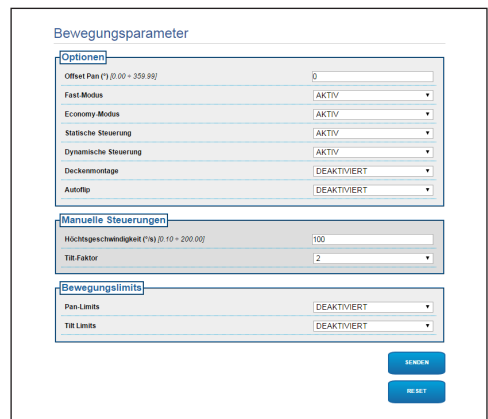 Bewegungsparameter
Optionen
Offset Pan (°) [0.00 ÷ 359.99] 0
Fast-Modus AKTIV
Economy-Modus AKTIV
Statische Steuerung AKTIV
Dynamische Steuerung AKTIV
Deckenmontage DEAKTIVIERT
Autoflip DEAKTIVIERT
Manuelle Steuerungen
Höchtsgeschwindigkeit (°/s) [0.10 ÷ 200.00] 100
Tilt-Faktor 2
Bewegungslimits
Pan-Limits DEAKTIVIERT
Tilt Limits DEAKTIVIERT
SENDEN
RESET